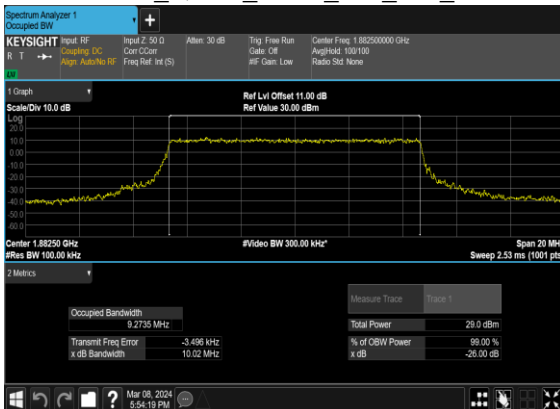 Spectrum Analyzer 1
Occupied BW
KEYSIGHT
R T
LXI
Input: RF
Coupling: DC
Align: Auto/No RF
Input Z: 50 Ω
Corr CCorr
Freq Ref: Int (S)
Atten: 30 dB
Trig: Free Run
Gate: Off
#IF Gain: Low
Center Freq: 1.882500000 GHz
Avg|Hold: 100/100
Radio Std: None
1 Graph
Scale/Div 10.0 dB
Ref Lvl Offset 11.00 dB
Ref Value 30.00 dBm
Log
20.0
10.0
0.00
-10.0
-20.0
-30.0
-40.0
-50.0
-60.0
Center 1.88250 GHz
#Res BW 100.00 kHz
#Video BW 300.00 kHz*
Span 20 MH
Sweep 2.53 ms (1001 pts
2 Metrics
Measure Trace Trace 1
Occupied Bandwidth
9.2735 MHz
Total Power 29.0 dBm
Transmit Freq Error -3.496 kHz
% of OBW Power 99.00 %
x dB Bandwidth 10.02 MHz
x dB -26.00 dB
Mar 08, 2024
5:54:19 PM